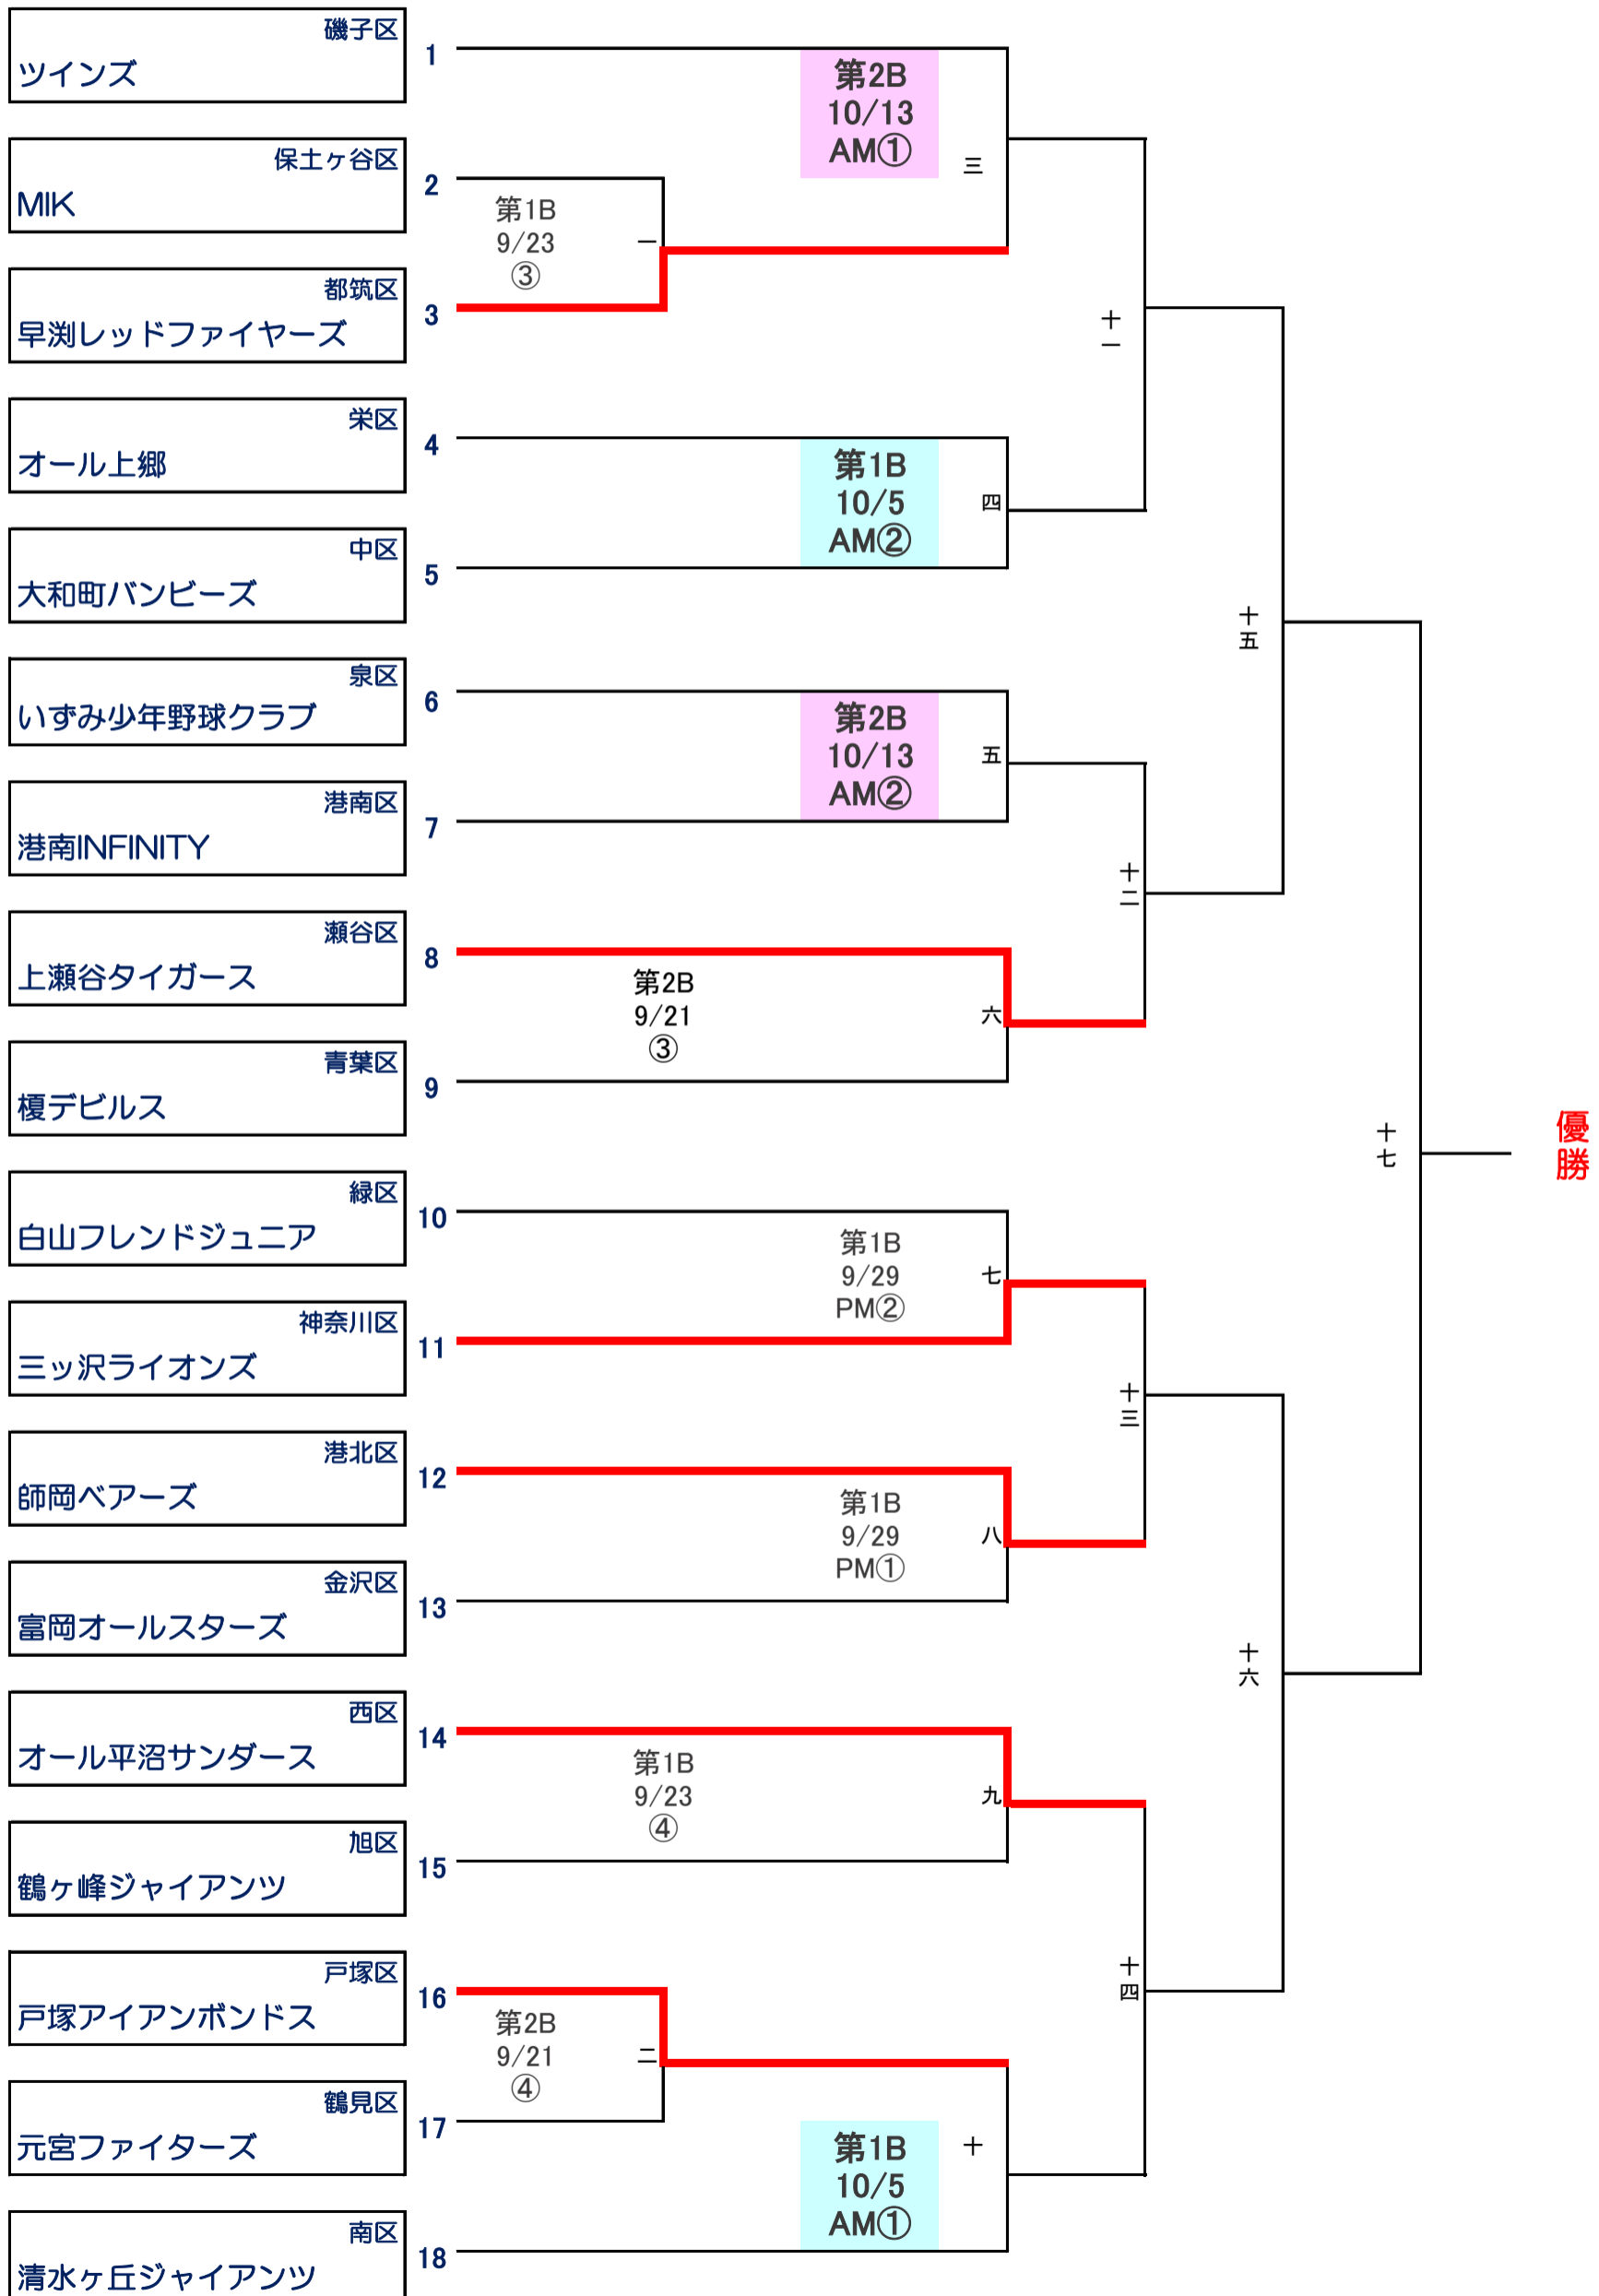 磯子区
ツインズ
1
第2B
10/13
AM①
三
保土ヶ谷区
MIK
2
第1B
9/23
③
一
都筑区
早渕レッドファイヤーズ
3
十一
栄区
オール上郷
4
第1B
10/5
AM②
四
中区
大和町バンビーズ
5
十五
泉区
いずみ少年野球クラブ
6
第2B
10/13
AM②
五
港南区
港南INFINITY
7
十二
瀬谷区
上瀬谷タイガース
8
第2B
9/21
③
六
青葉区
榎デビルス
9
十七
優勝
緑区
白山フレンドジュニア
10
第1B
9/29
PM②
七
神奈川区
三ッ沢ライオンズ
11
十三
港北区
師岡ベアーズ
12
第1B
9/29
PM①
八
金沢区
富岡オールスターズ
13
十六
西区
オール平沼サンダース
14
第1B
9/23
④
九
旭区
鶴ヶ峰ジャイアンツ
15
十四
戸塚区
戸塚アイアンボンドス
16
第2B
9/21
④
二
鶴見区
元宮ファイターズ
17
第1B
10/5
AM①
十
南区
清水ヶ丘ジャイアンツ
18